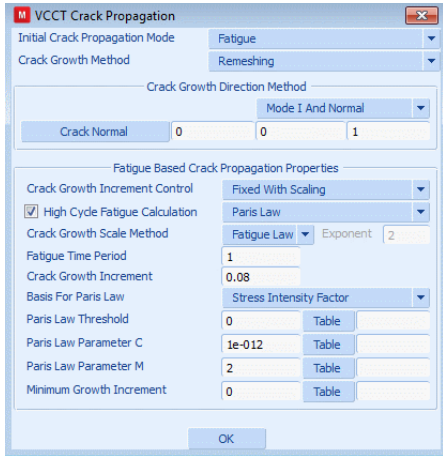 M VCCT Crack Propagation
Initial Crack Propagation Mode Fatigue
Crack Growth Method Remeshing
Crack Growth Direction Method
Mode I And Normal
Crack Normal 0 0 1
Fatigue Based Crack Propagation Properties
Crack Growth Increment Control Fixed With Scaling
High Cycle Fatigue Calculation Paris Law
Crack Growth Scale Method Fatigue Law Exponent 2
Fatigue Time Period 1
Crack Growth Increment 0.08
Basis For Paris Law Stress Intensity Factor
Paris Law Threshold 0 Table
Paris Law Parameter C 1e-012 Table
Paris Law Parameter M 2 Table
Minimum Growth Increment 0 Table
OK